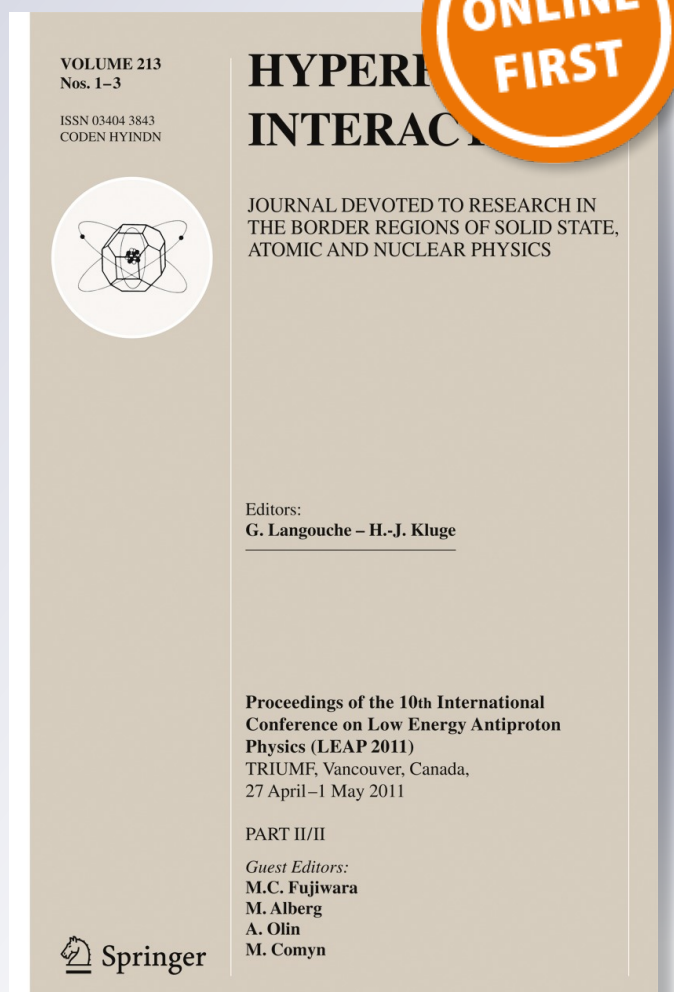 ONLINE
FIRST
VOLUME 213
Nos. 1–3
ISSN 03404 3843
CODEN HYINDN
INTERAC
JOURNAL DEVOTED TO RESEARCH IN
THE BORDER REGIONS OF SOLID STATE,
ATOMIC AND NUCLEAR PHYSICS
Editors:
G. Langouche – H.-J. Kluge
Proceedings of the 10th International
Conference on Low Energy Antiproton
Physics (LEAP 2011)
TRIUMF, Vancouver, Canada,
27 April–1 May 2011
PART II/II
Guest Editors:
M.C. Fujiwara
M. Alberg
A. Olin
M. Comyn
Springer